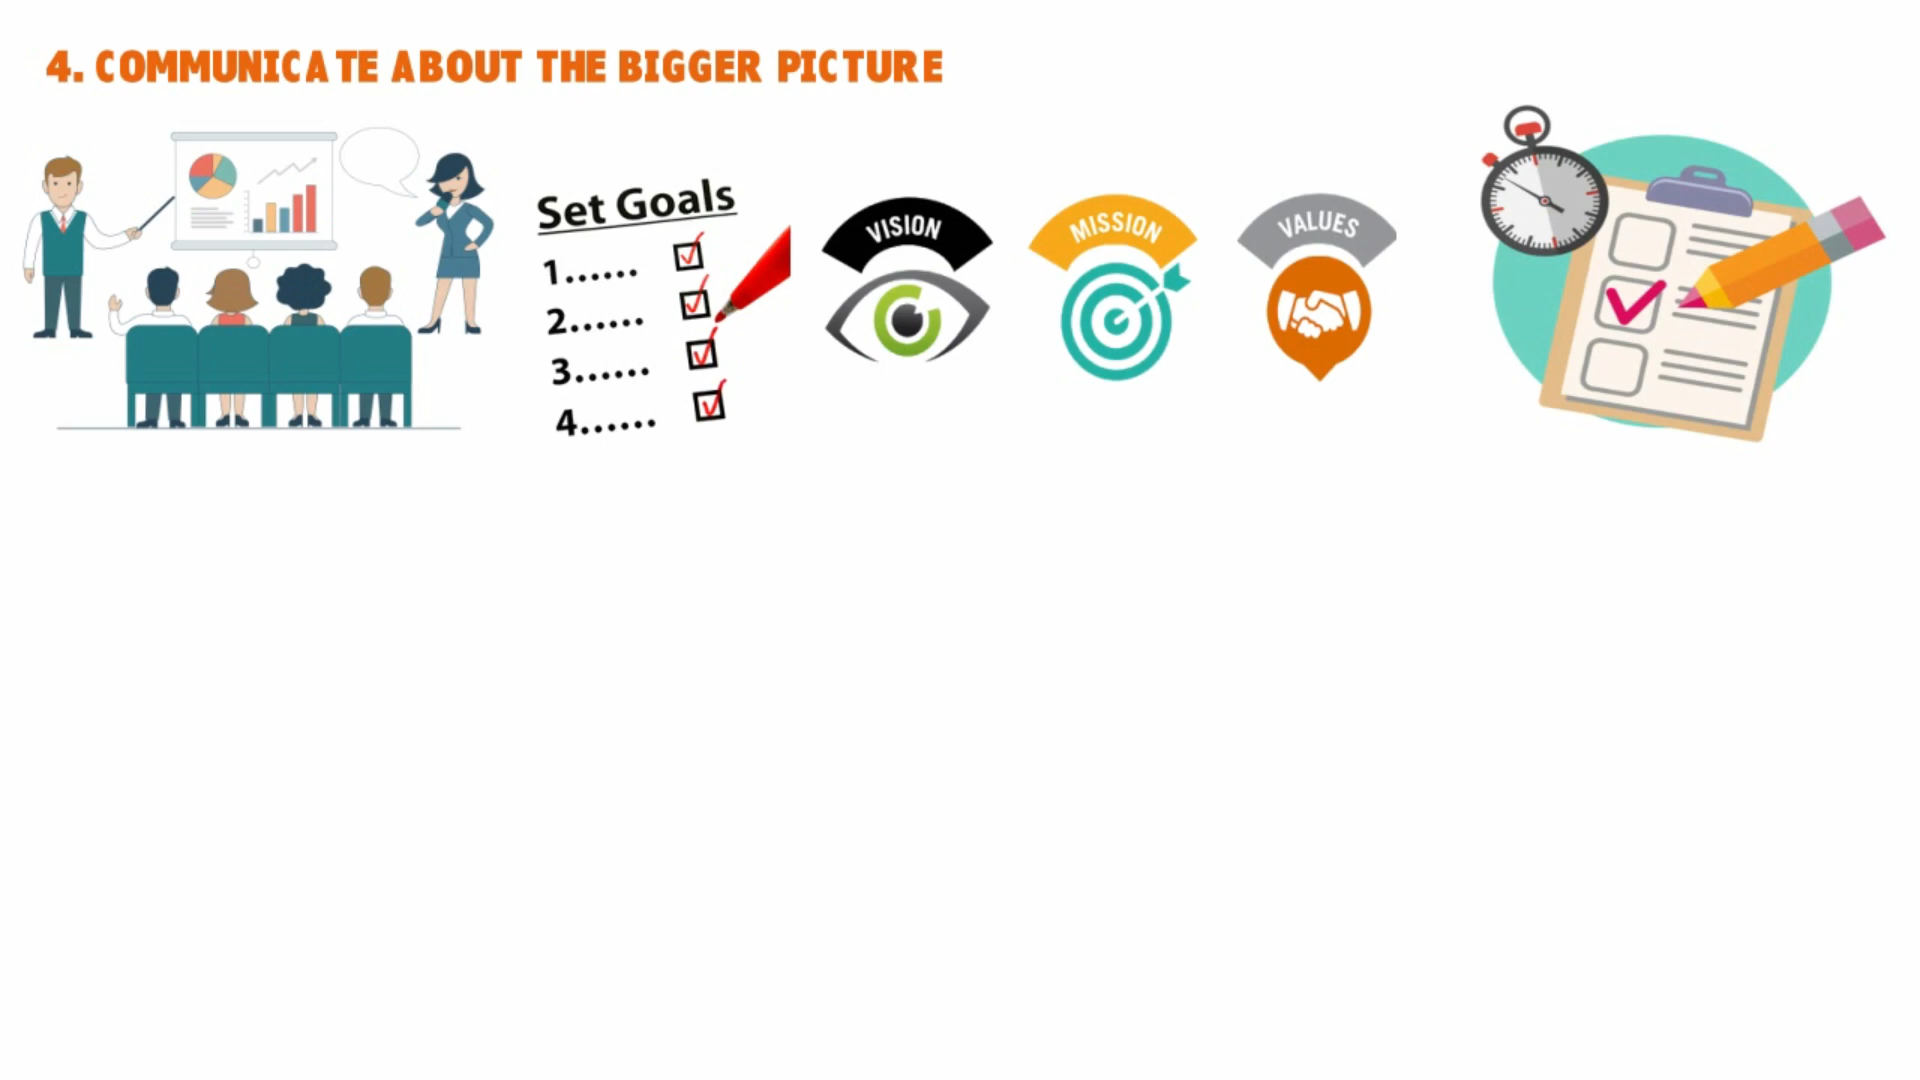 4. COMMUNICATE ABOUT THE BIGGER PICTURE
Set Goals
1......
2......
3......
4......
VISION
MISSION
VALUES